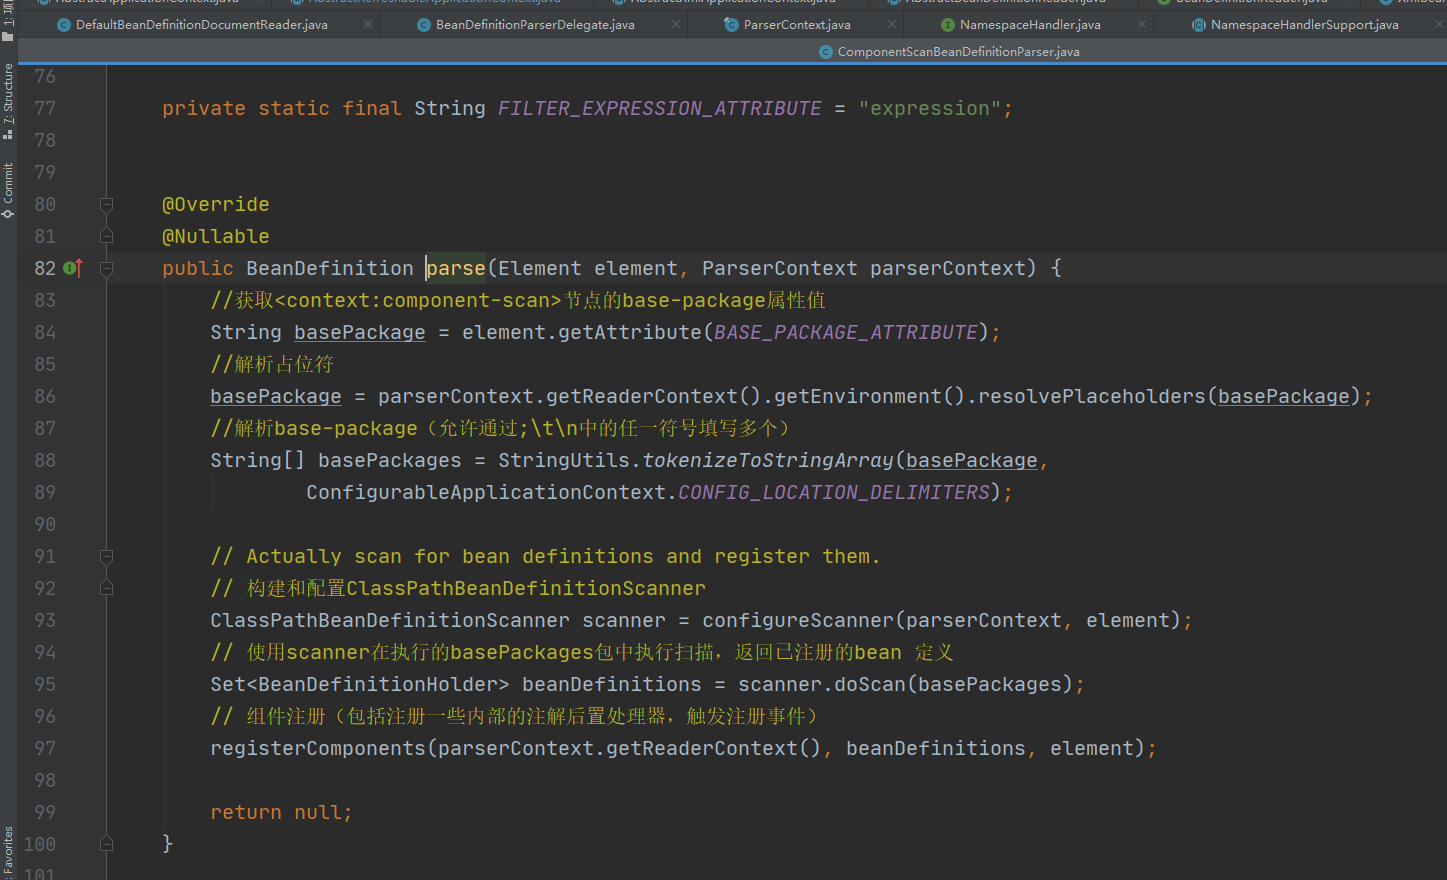 DefaultBeanDefinitionDocumentReader.java BeanDefinitionParserDelegate.java ParserContext.java NamespaceHandler.java NamespaceHandlerSupport.java
ComponentScanBeanDefinitionParser.java
Z: Structure
Commit
Favorites
76
77 private static final String FILTER_EXPRESSION_ATTRIBUTE = "expression";
78
79
80 @Override
81 @Nullable
82 public BeanDefinition parse(Element element, ParserContext parserContext) {
83 //获取<context:component-scan>节点的base-package属性值
84 String basePackage = element.getAttribute(BASE_PACKAGE_ATTRIBUTE);
85 //解析占位符
86 basePackage = parserContext.getReaderContext().getEnvironment().resolvePlaceholders(basePackage);
87 //解析base-package（允许通过;\t\n中的任一符号填写多个）
88 String[] basePackages = StringUtils.tokenizeToStringArray(basePackage,
89 ConfigurableApplicationContext.CONFIG_LOCATION_DELIMITERS);
90
91 // Actually scan for bean definitions and register them.
92 // 构建和配置ClassPathBeanDefinitionScanner
93 ClassPathBeanDefinitionScanner scanner = configureScanner(parserContext, element);
94 // 使用scanner在执行的basePackages包中执行扫描，返回已注册的bean 定义
95 Set<BeanDefinitionHolder> beanDefinitions = scanner.doScan(basePackages);
96 // 组件注册（包括注册一些内部的注解后置处理器，触发注册事件）
97 registerComponents(parserContext.getReaderContext(), beanDefinitions, element);
98
99 return null;
100 }
101